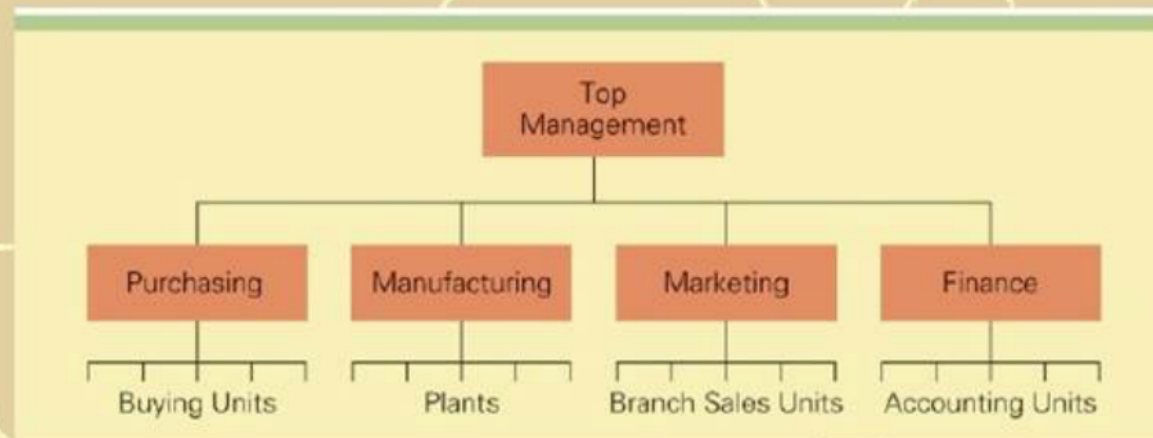 Top
Management
Purchasing
Manufacturing
Marketing
Finance
Buying Units
Plants
Branch Sales Units
Accounting Units